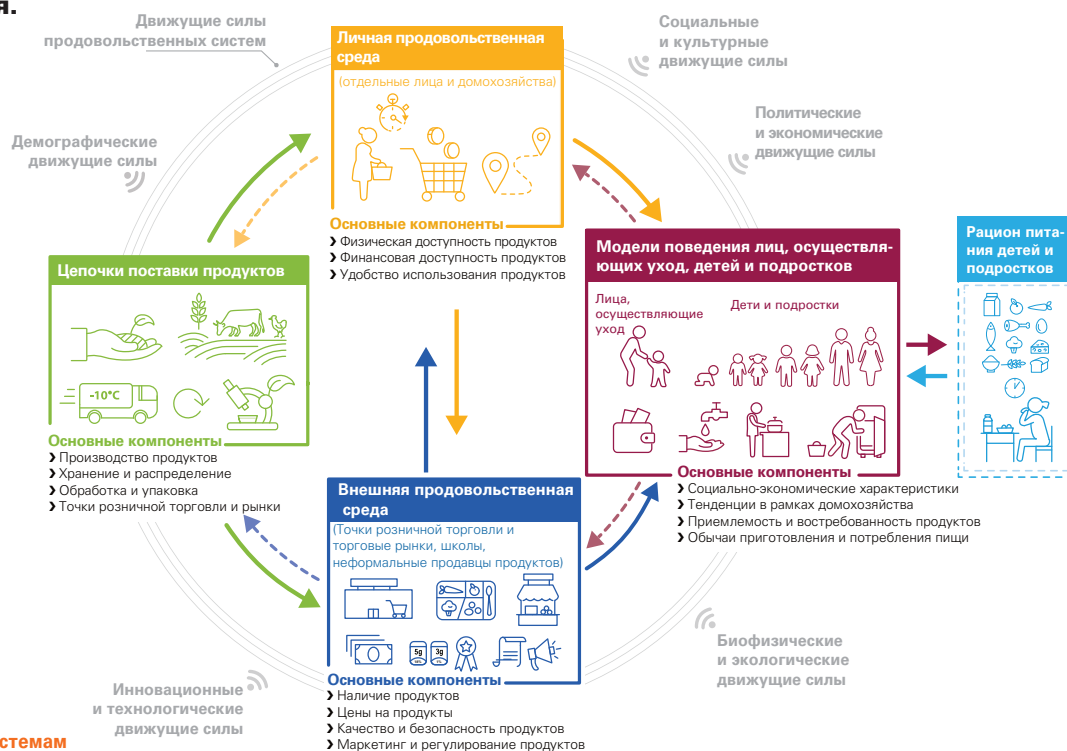 я.
Движущие силы
продовольственных систем
Социальные
и культурные
движущие силы
Политические
и экономические
движущие силы
Демографические
движущие силы
Личная продовольственная
среда
(отдельные лица и домохозяйства)
Основные компоненты
❯ Физическая доступность продуктов
❯ Финансовая доступность продуктов
❯ Удобство использования продуктов
Цепочки поставки продуктов
-10°C
Основные компоненты
❯ Производство продуктов
❯ Хранение и распределение
❯ Обработка и упаковка
❯ Точки розничной торговли и рынки
Модели поведения лиц, осуществля-
ющих уход, детей и подростков
Лица,
осуществляющие
уход
Дети и подростки
Основные компоненты
❯ Социально-экономические характеристики
❯ Тенденции в рамках домохозяйства
❯ Приемлемость и востребованность продуктов
❯ Обычаи приготовления и потребления пищи
Рацион пита-
ния детей и
подростков
Внешняя продовольственная
среда
(Точки розничной торговли и
торговые рынки, школы,
неформальные продавцы продуктов)
5g
3g
Основные компоненты
❯ Наличие продуктов
❯ Цены на продукты
❯ Качество и безопасность продуктов
❯ Маркетинг и регулирование продуктов
Биофизические
и экологические
движущие силы
Инновационные
и технологические
движущие силы
стемам